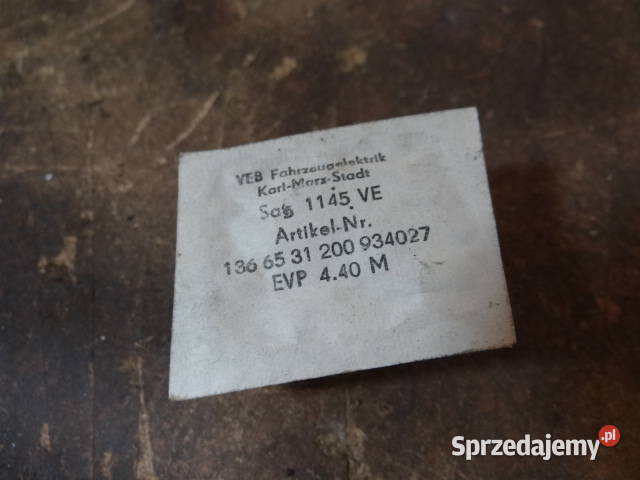 VEB Fahrzeugelektrik
Karl-Marx-Stadt
Satz 1145 VE
Artikel-Nr.
136 65 31 200 934027
EVP 4.40 M
Sprzedajemy.pl